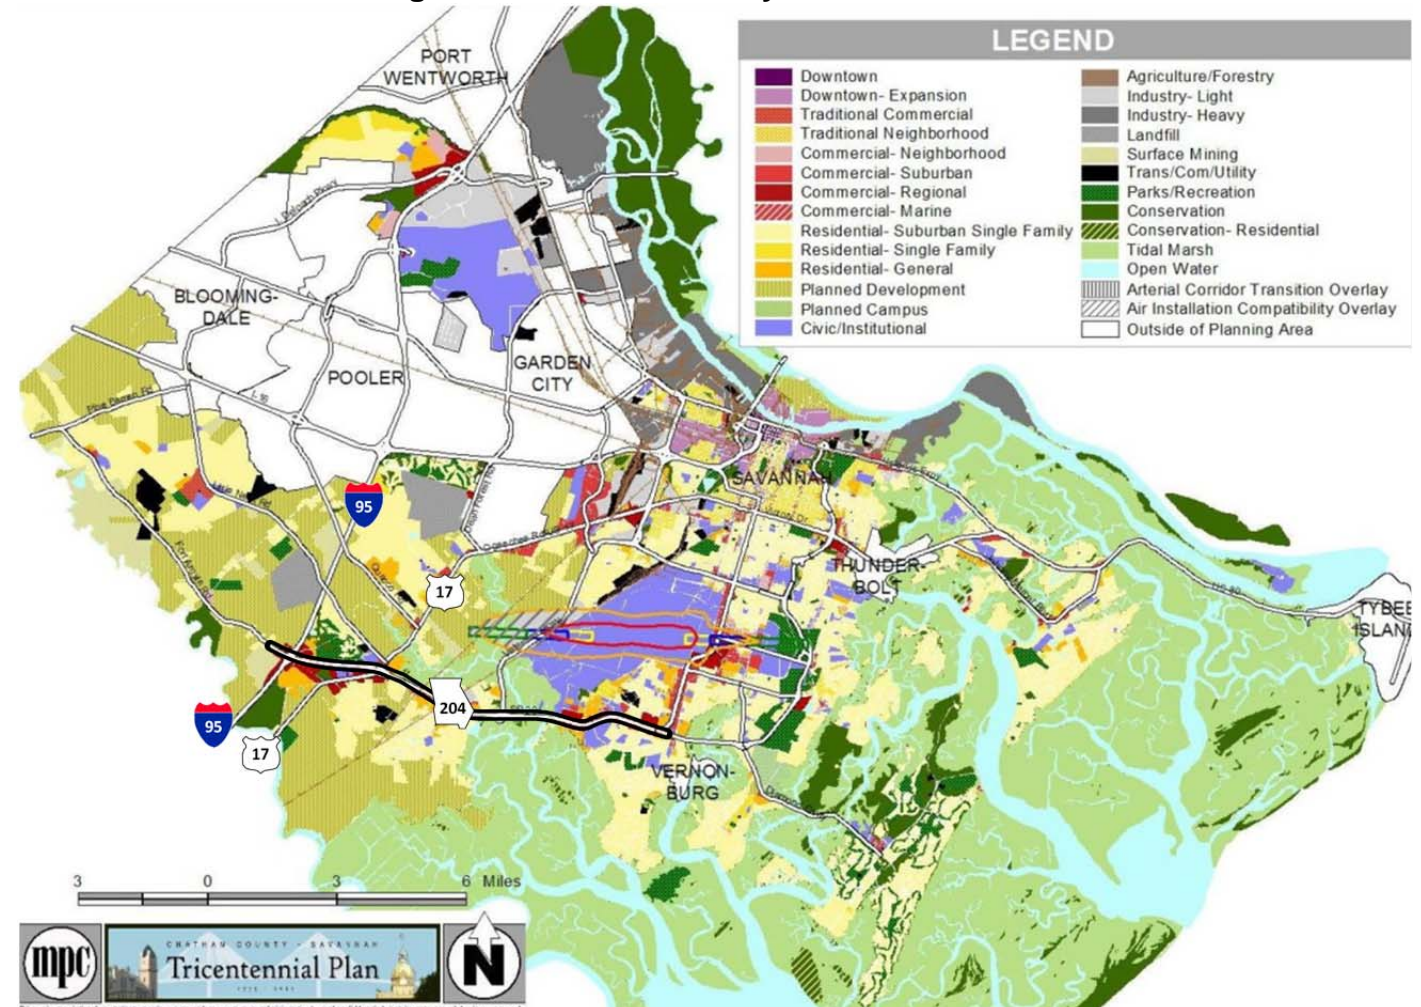 LEGEND
Downtown
Downtown- Expansion
Traditional Commercial
Traditional Neighborhood
Commercial- Neighborhood
Commercial- Suburban
Commercial- Regional
Commercial- Marine
Residential- Suburban Single Family
Residential- Single Family
Residential- General
Planned Development
Planned Campus
Civic/Institutional
Agriculture/Forestry
Industry- Light
Industry- Heavy
Landfill
Surface Mining
Trans/Com/Utility
Parks/Recreation
Conservation
Conservation- Residential
Tidal Marsh
Open Water
Arterial Corridor Transition Overlay
Air Installation Compatibility Overlay
Outside of Planning Area
PORT
WENTWORTH
BLOOMING-
DALE
POOLER
GARDEN
CITY
SAVANNAH
THUNDER-
BOLT
TYBEE
ISLAND
VERNON-
BURG
95
17
204
95
17
3 0 3 6 Miles
mpc
CHATHAM COUNTY - SAVANNAH
Tricentennial Plan
N